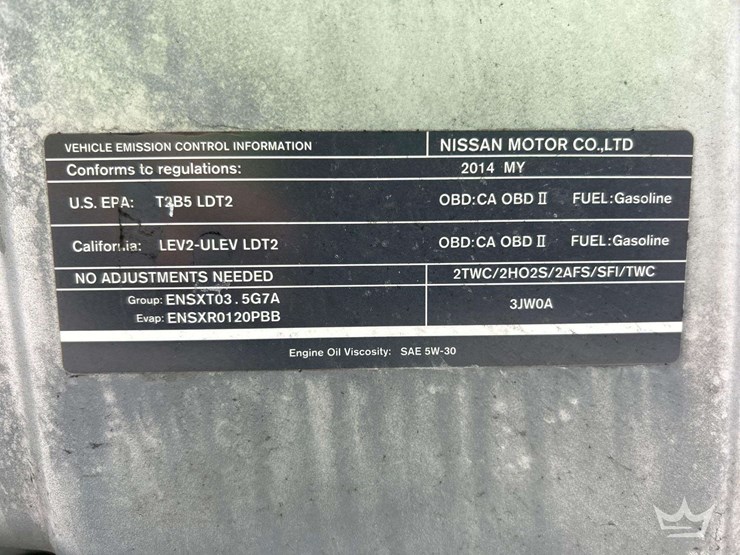 VEHICLE EMISSION CONTROL INFORMATION NISSAN MOTOR CO.,LTD
Conforms to regulations: 2014 MY
U.S. EPA: T2B5 LDT2 OBD:CA OBD II FUEL:Gasoline
California: LEV2-ULEV LDT2 OBD:CA OBD II FUEL:Gasoline
NO ADJUSTMENTS NEEDED 2TWC/2HO2S/2AFS/SFI/TWC
Group: ENSXT03.5G7A 3JW0A
Evap: ENSXR0120PBB
Engine Oil Viscosity: SAE 5W-30